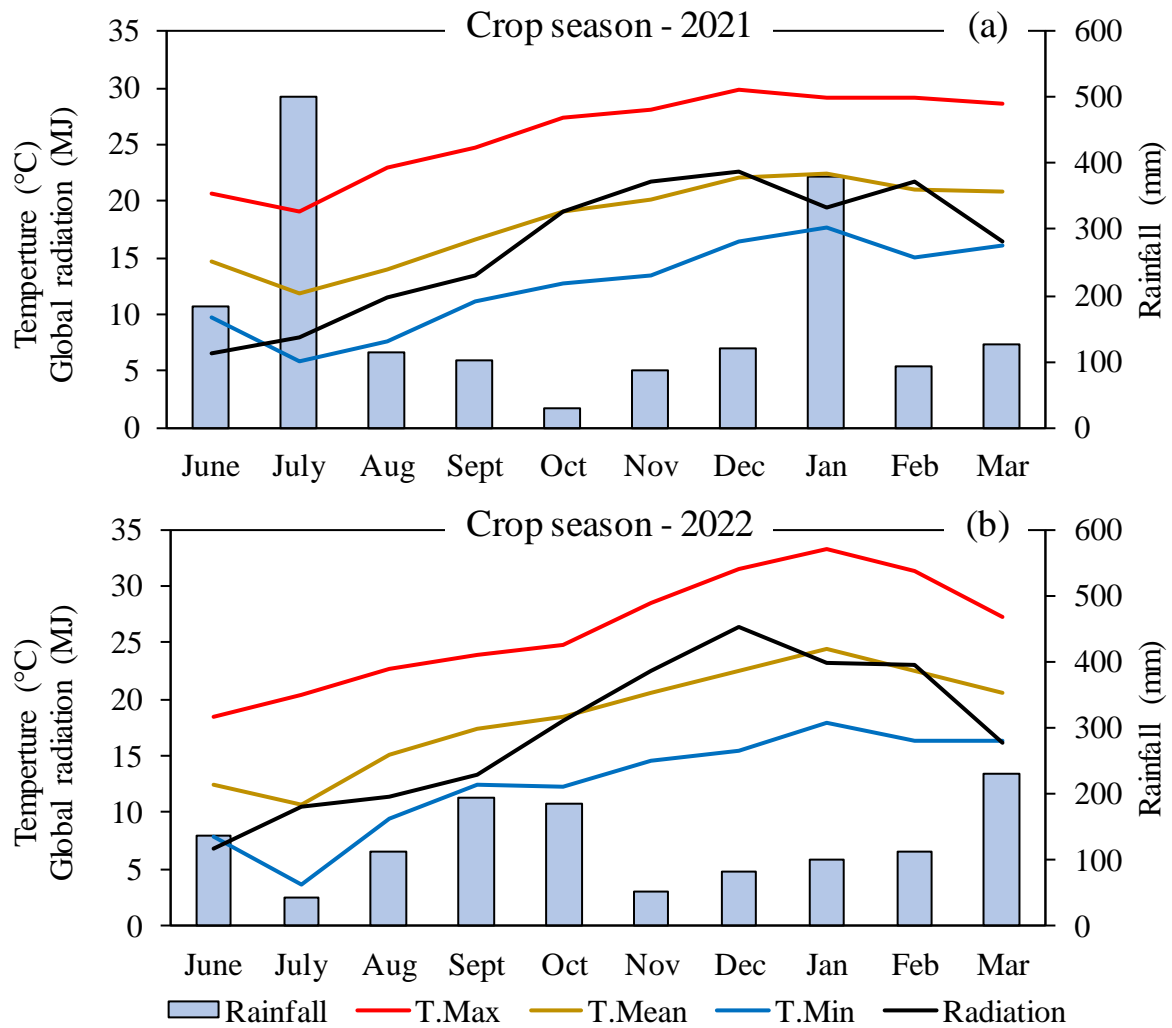 Crop season - 2021
(a)
35
30
25
20
15
10
5
0
Temperture (°C)
Global radiation (MJ)
600
500
400
300
200
100
0
Rainfall (mm)
June July Aug Sept Oct Nov Dec Jan Feb Mar
Crop season - 2022
(b)
35
30
25
20
15
10
5
0
Temperture (°C)
Global radiation (MJ)
600
500
400
300
200
100
0
Rainfall (mm)
June July Aug Sept Oct Nov Dec Jan Feb Mar
Rainfall T.Max T.Mean T.Min Radiation